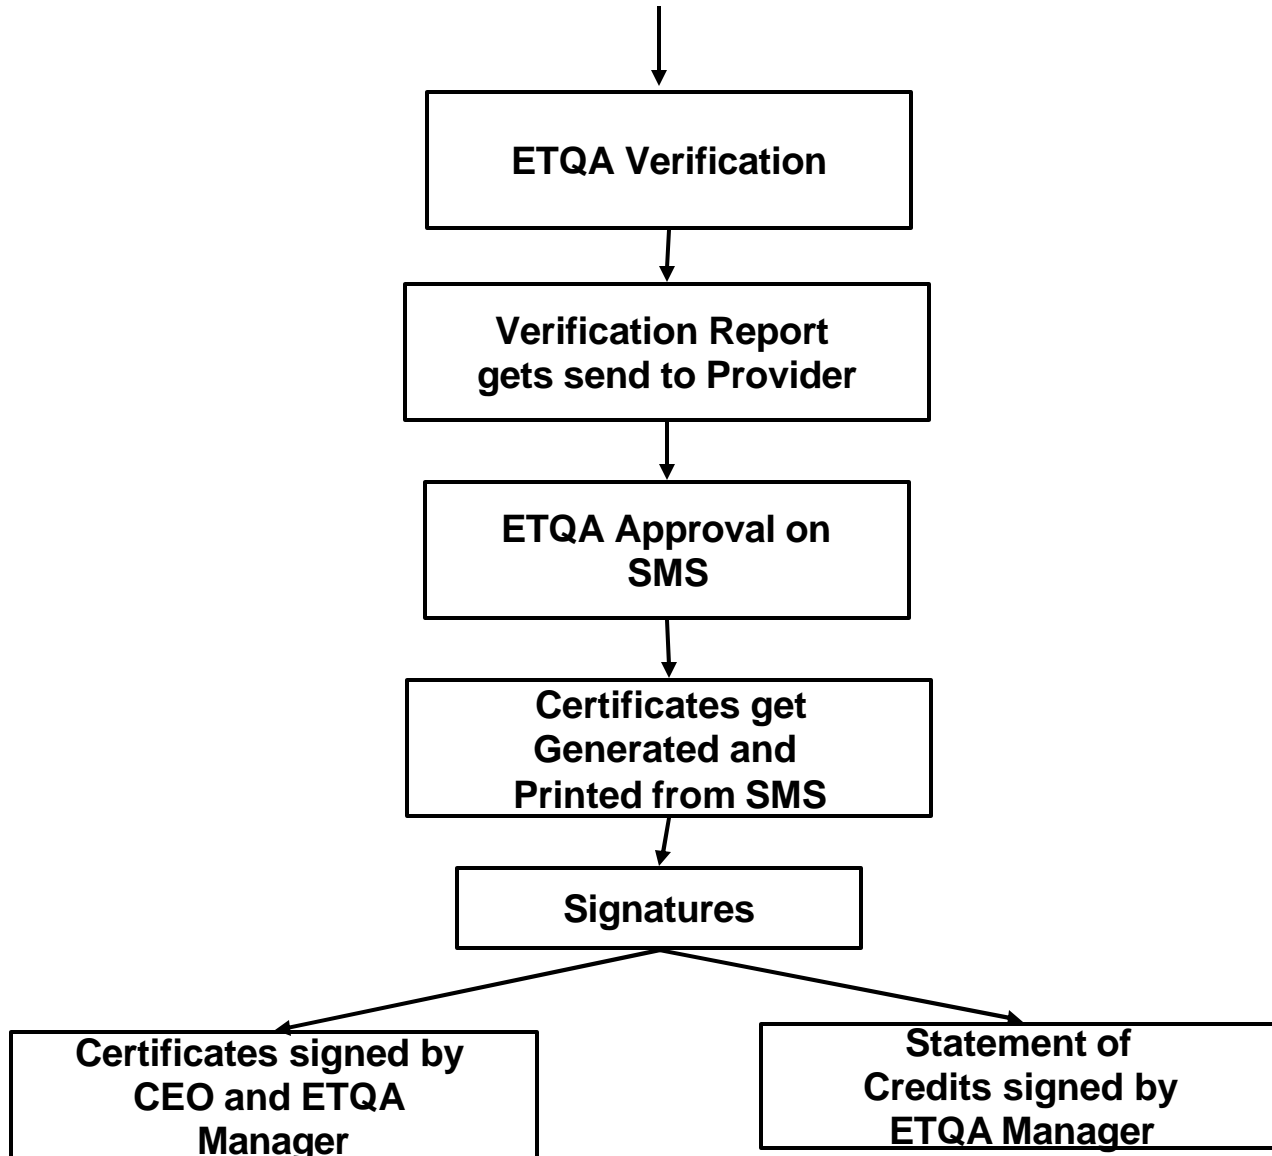 ETQA Verification
Verification Report
gets send to Provider
ETQA Approval on
SMS
Certificates get
Generated and
Printed from SMS
Signatures
Certificates signed by
CEO and ETQA
Manager
Statement of
Credits signed by
ETQA Manager